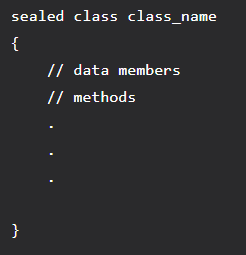 sealed class class_name
{
    // data members
    // methods
    .
    .
    .
}